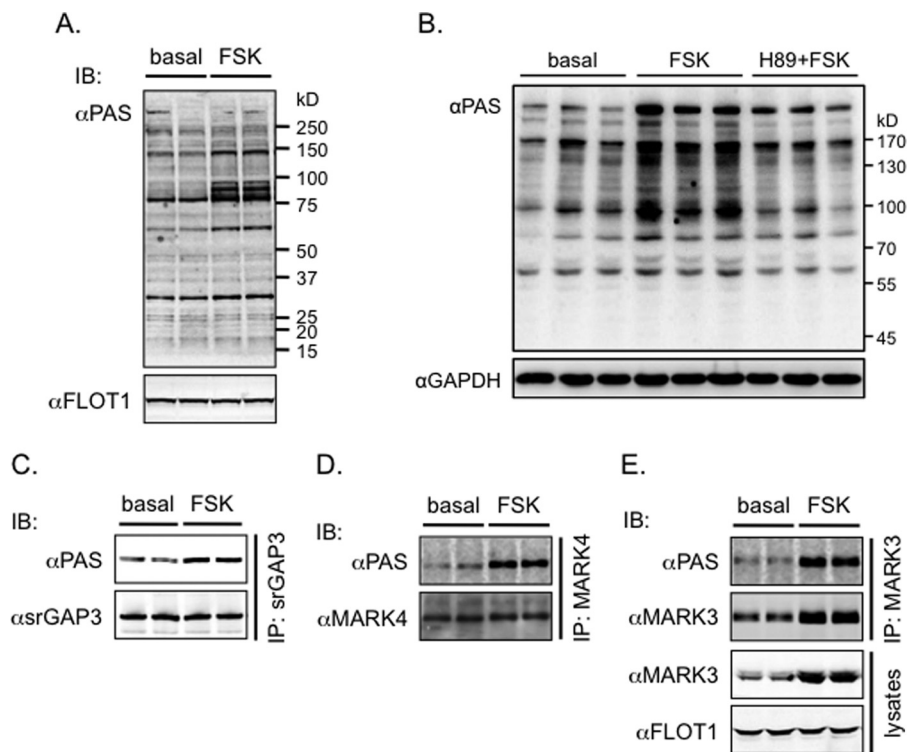 A.
basal FSK
IB:
αPAS
kD
250
150
100
75
50
37
25
20
15
αFLOT1
B.
basal FSK H89+FSK
αPAS
kD
170
130
100
70
55
45
αGAPDH
C.
basal FSK
IB:
αPAS
αsrGAP3
IP: srGAP3
D.
basal FSK
IB:
αPAS
αMARK4
IP: MARK4
E.
basal FSK
IB:
αPAS
αMARK3
IP: MARK3
αMARK3
αFLOT1
lysates